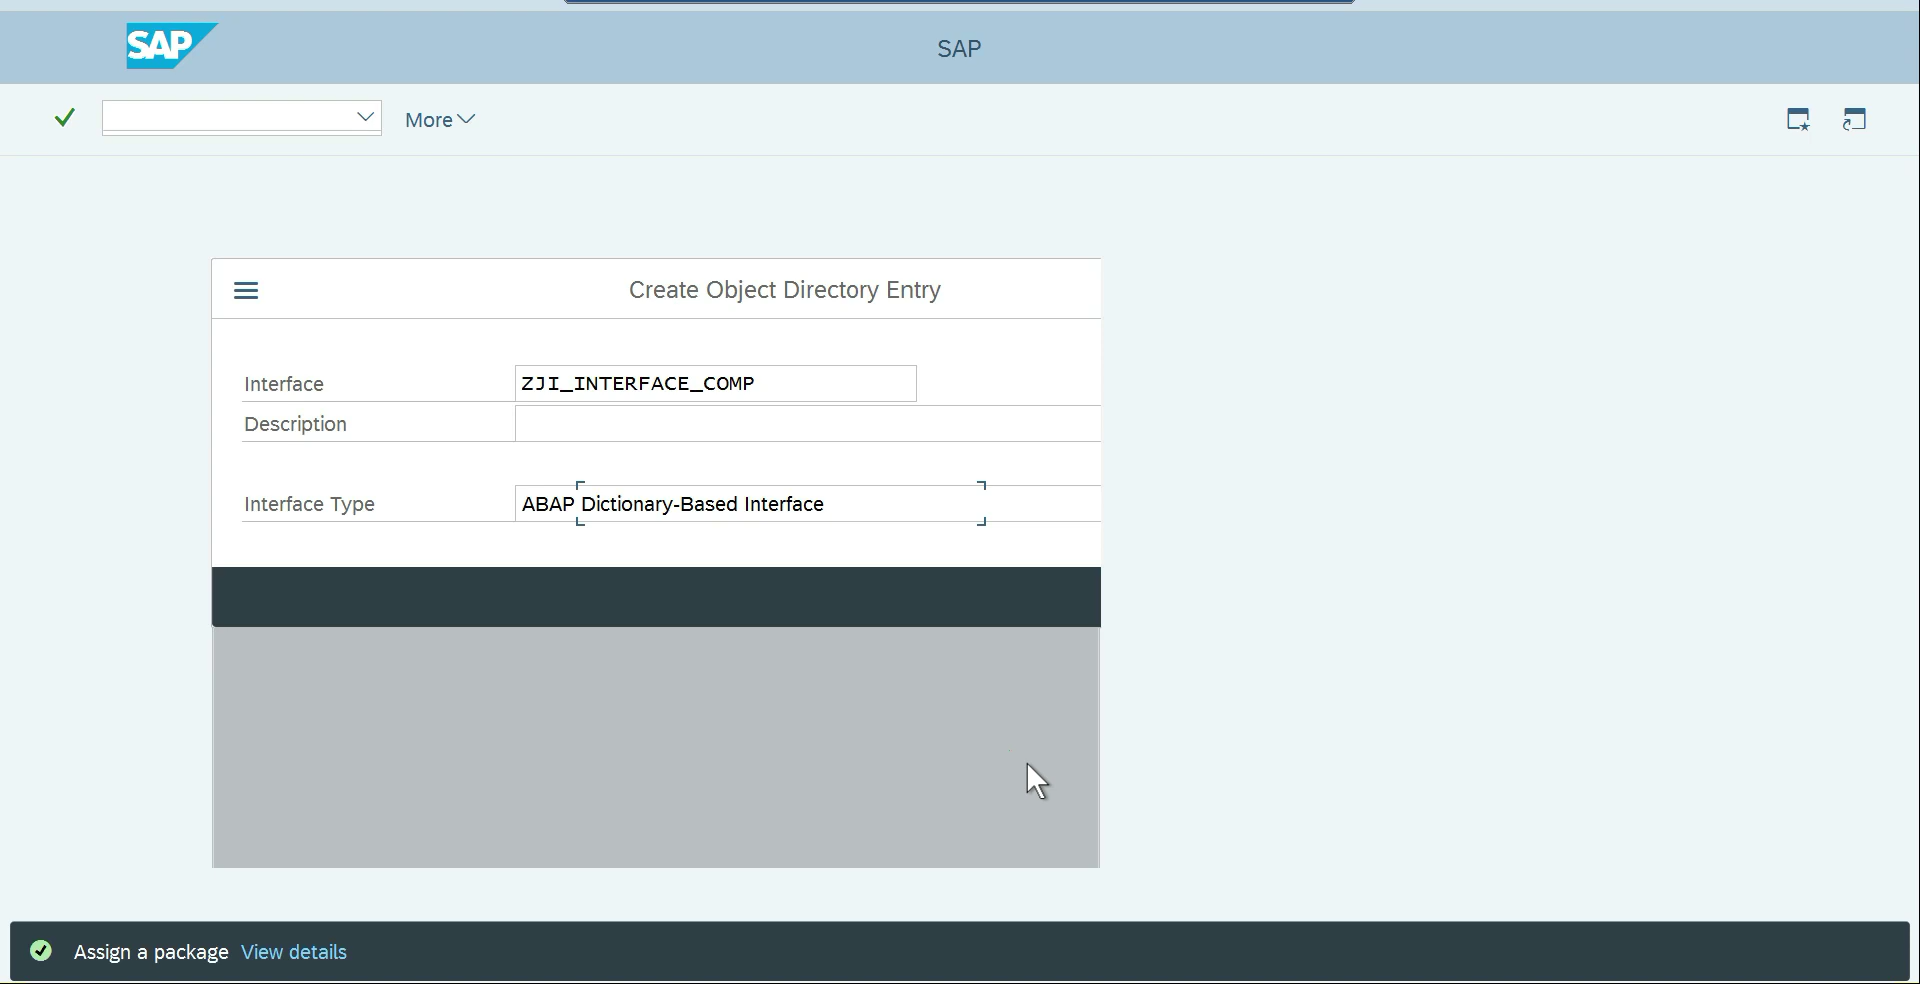 SAP
SAP
More
Create Object Directory Entry
Interface
ZJI_INTERFACE_COMP
Description
Interface Type
ABAP Dictionary-Based Interface
Assign a package View details